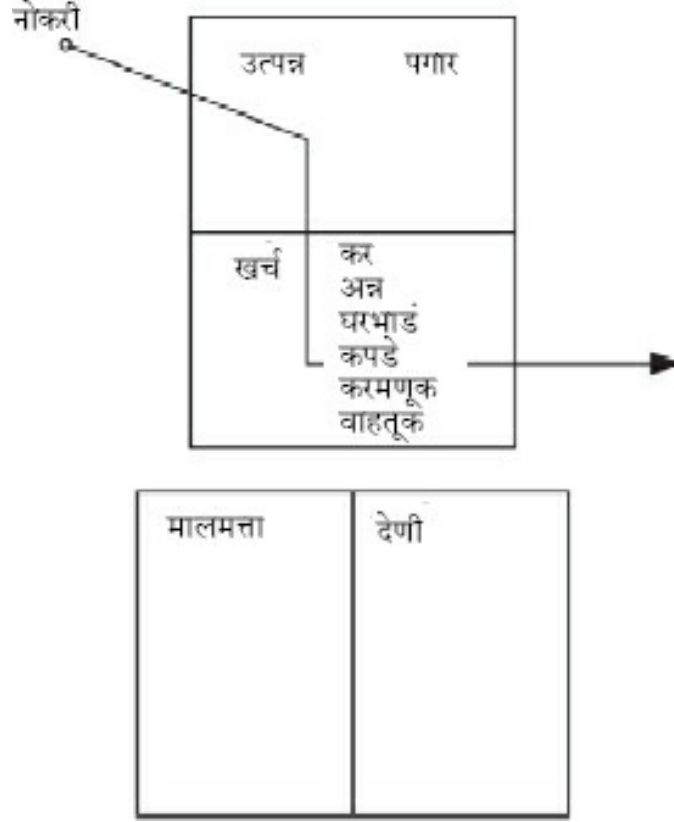 नोकरी
उत्पन्न पगार
खर्च
कर
अन्न
घरभाडं
कपडे
करमणूक
वाहतूक
मालमत्ता देणी